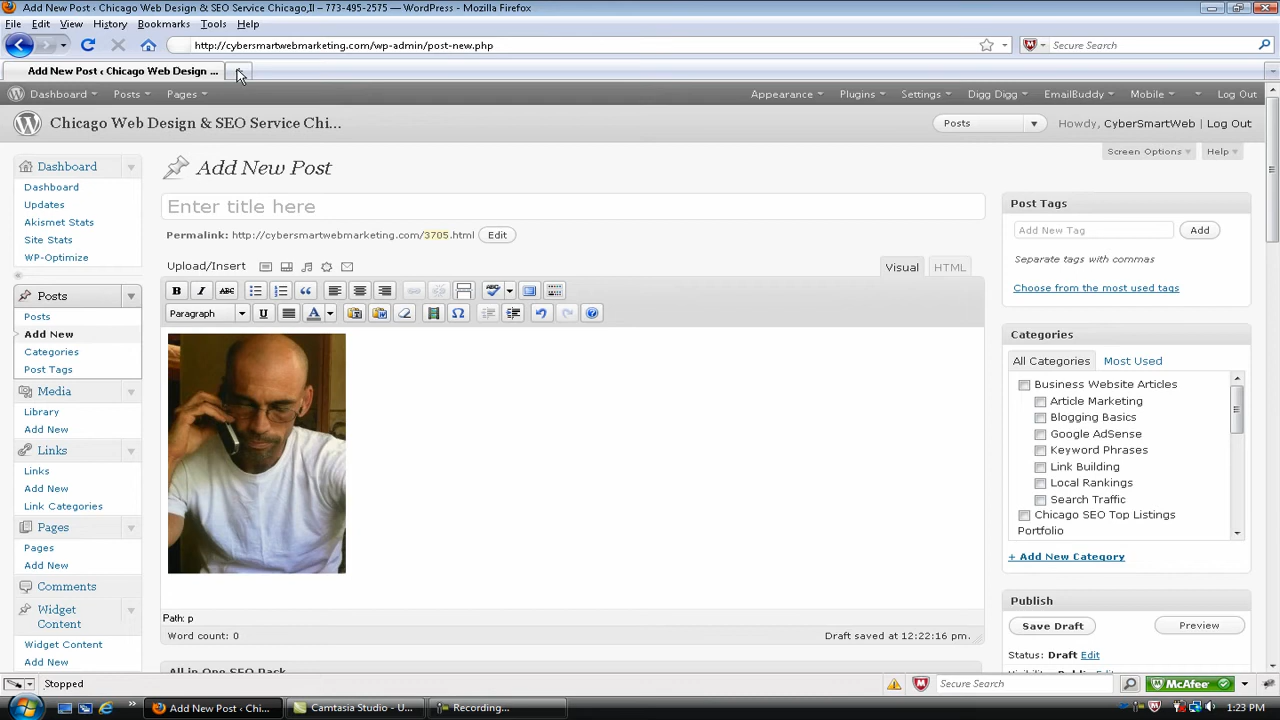 Add New Post ‹ Chicago Web Design & SEO Service Chicago,Il – 773-495-2575 — WordPress - Mozilla Firefox
File Edit View History Bookmarks Tools Help
http://cybersmartwebmarketing.com/wp-admin/post-new.php Secure Search
Add New Post ‹ Chicago Web Design ...
Dashboard Posts Pages Appearance Plugins Settings Digg Digg EmailBuddy Mobile Log Out
Chicago Web Design & SEO Service Chi... Posts Howdy, CyberSmartWeb | Log Out
Screen Options Help
Add New Post
Dashboard
Dashboard
Updates
Akismet Stats
Site Stats
WP-Optimize
Posts
Posts
Add New
Categories
Post Tags
Media
Library
Add New
Links
Links
Add New
Link Categories
Pages
Pages
Add New
Comments
Widget
Content
Widget Content
Add New
Enter title here
Permalink: http://cybersmartwebmarketing.com/3705.html Edit
Upload/Insert Visual HTML
B I ABC
Paragraph U A
Path: p
Word count: 0 Draft saved at 12:22:16 pm.
All in One SEO Pack
Post Tags
Add New Tag Add
Separate tags with commas
Choose from the most used tags
Categories
All Categories Most Used
Business Website Articles
Article Marketing
Blogging Basics
Google AdSense
Keyword Phrases
Link Building
Local Rankings
Search Traffic
Chicago SEO Top Listings
Portfolio
+ Add New Category
Publish
Save Draft Preview
Status: Draft Edit
Stopped Secure Search McAfee
Add New Post ‹ Chi... Camtasia Studio - U... Recording... 1:23 PM